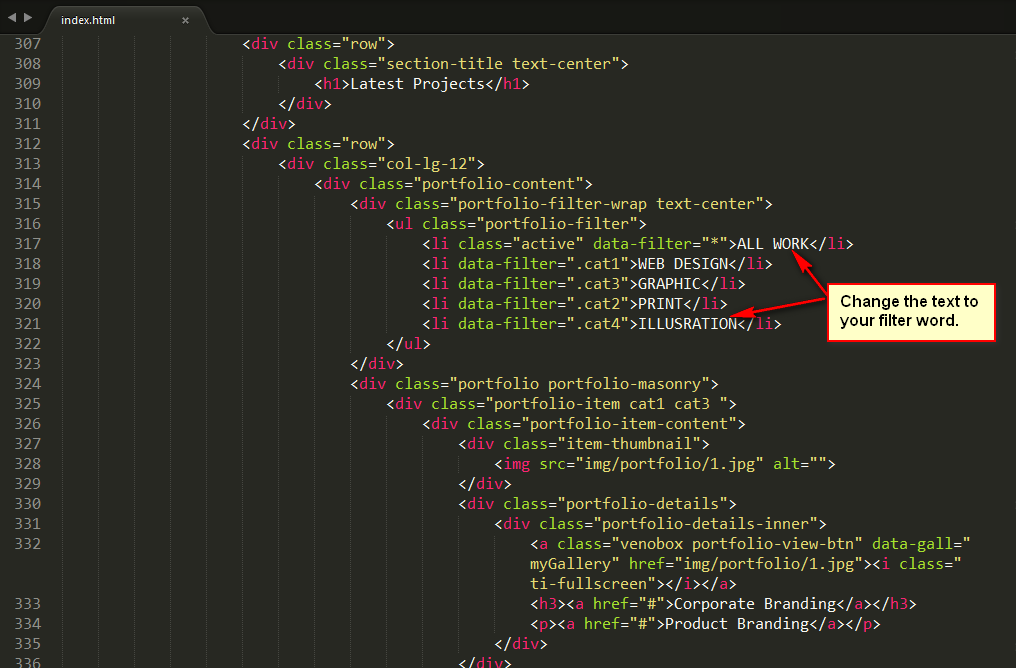 index.html ×
307 <div class="row">
308 <div class="section-title text-center">
309 <h1>Latest Projects</h1>
310 </div>
311 </div>
312 <div class="row">
313 <div class="col-lg-12">
314 <div class="portfolio-content">
315 <div class="portfolio-filter-wrap text-center">
316 <ul class="portfolio-filter">
317 <li class="active" data-filter="*">ALL WORK</li>
318 <li data-filter=".cat1">WEB DESIGN</li>
319 <li data-filter=".cat3">GRAPHIC</li>
320 <li data-filter=".cat2">PRINT</li>
321 <li data-filter=".cat4">ILLUSRATION</li>
Change the text to
your filter word.
322 </ul>
323 </div>
324 <div class="portfolio portfolio-masonry">
325 <div class="portfolio-item cat1 cat3 ">
326 <div class="portfolio-item-content">
327 <div class="item-thumbnail">
328 <img src="img/portfolio/1.jpg" alt="">
329 </div>
330 <div class="portfolio-details">
331 <div class="portfolio-details-inner">
332 <a class="venobox portfolio-view-btn" data-gall="
myGallery" href="img/portfolio/1.jpg"><i class="
ti-fullscreen"></i></a>
333 <h3><a href="#">Corporate Branding</a></h3>
334 <p><a href="#">Product Branding</a></p>
335 </div>
336 </div>